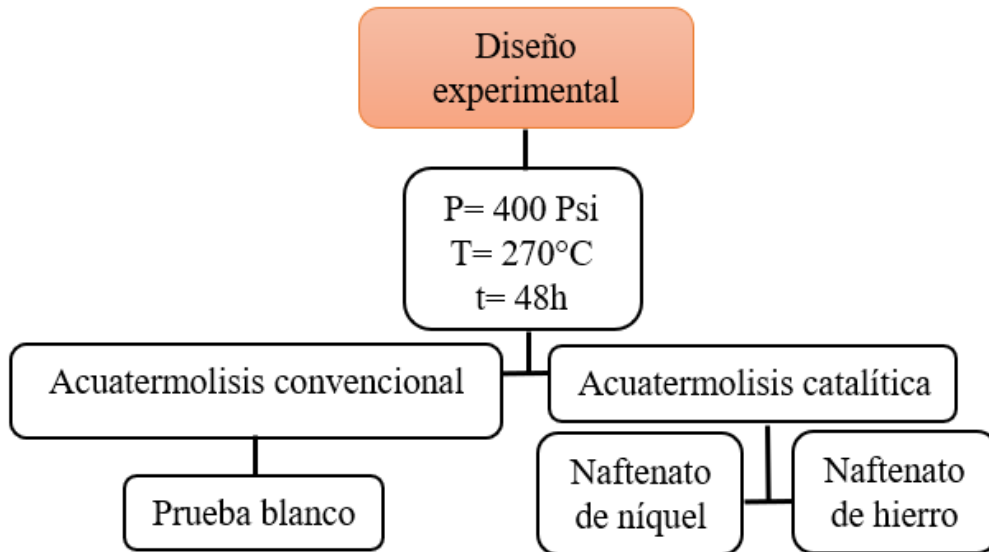 Diseño
experimental
P= 400 Psi
T= 270°C
t= 48h
Acuatermolisis convencional
Acuatermolisis catalítica
Prueba blanco
Naftenato
de níquel
Naftenato
de hierro